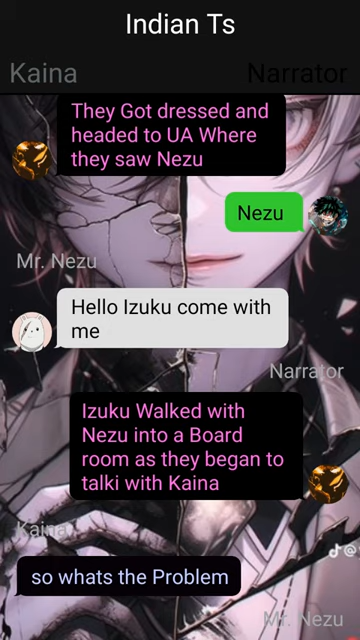 Indian Ts
Kaina
Narrator
They Got dressed and
headed to UA Where
they saw Nezu
Nezu
Mr. Nezu
Hello Izuku come with
me
Narrator
Izuku Walked with
Nezu into a Board
room as they began to
talki with Kaina
Kaina
so whats the Problem
Mr. Nezu